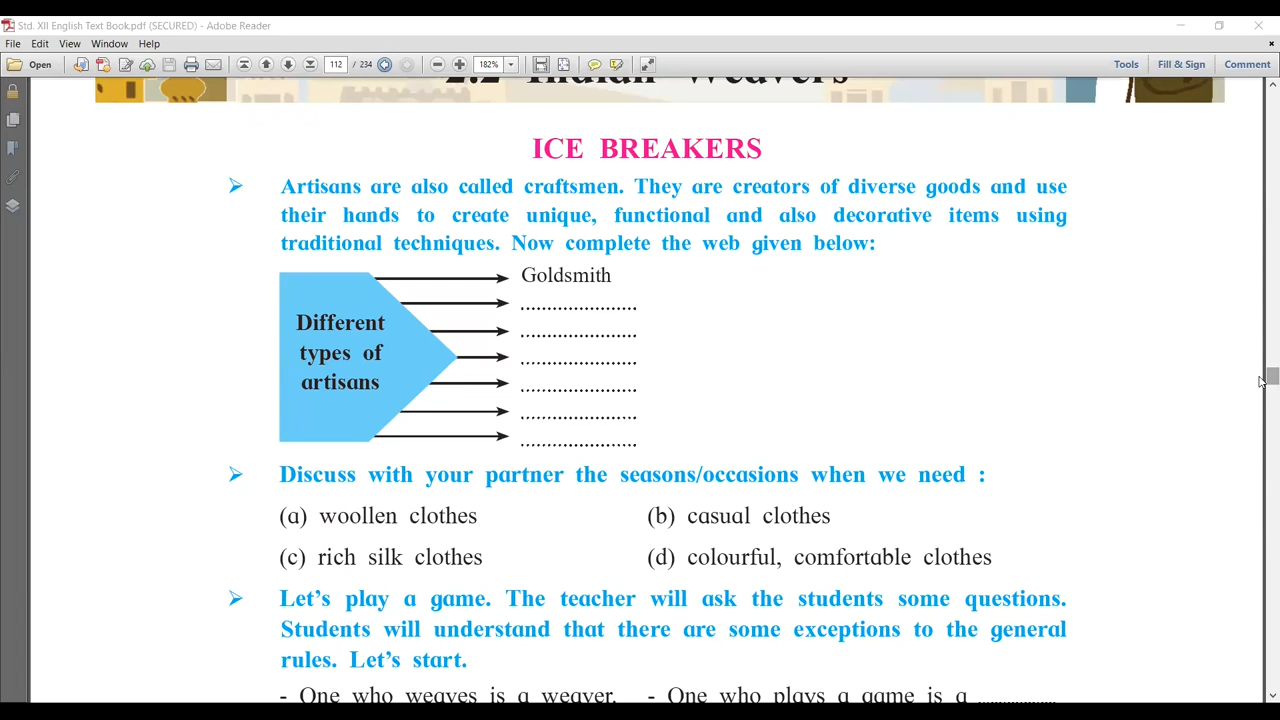 Std. XII English Text Book.pdf (SECURED) - Adobe Reader
File Edit View Window Help
Open 112 / 234 182% Tools Fill & Sign Comment
2.2 Indian Weavers
ICE BREAKERS
➢ Artisans are also called craftsmen. They are creators of diverse goods and use
their hands to create unique, functional and also decorative items using
traditional techniques. Now complete the web given below:
Different
types of
artisans
Goldsmith
......................
......................
......................
......................
......................
......................
➢ Discuss with your partner the seasons/occasions when we need :
(a) woollen clothes (b) casual clothes
(c) rich silk clothes (d) colourful, comfortable clothes
➢ Let's play a game. The teacher will ask the students some questions.
Students will understand that there are some exceptions to the general
rules. Let's start.
- One who weaves is a weaver. - One who plays a game is a ............